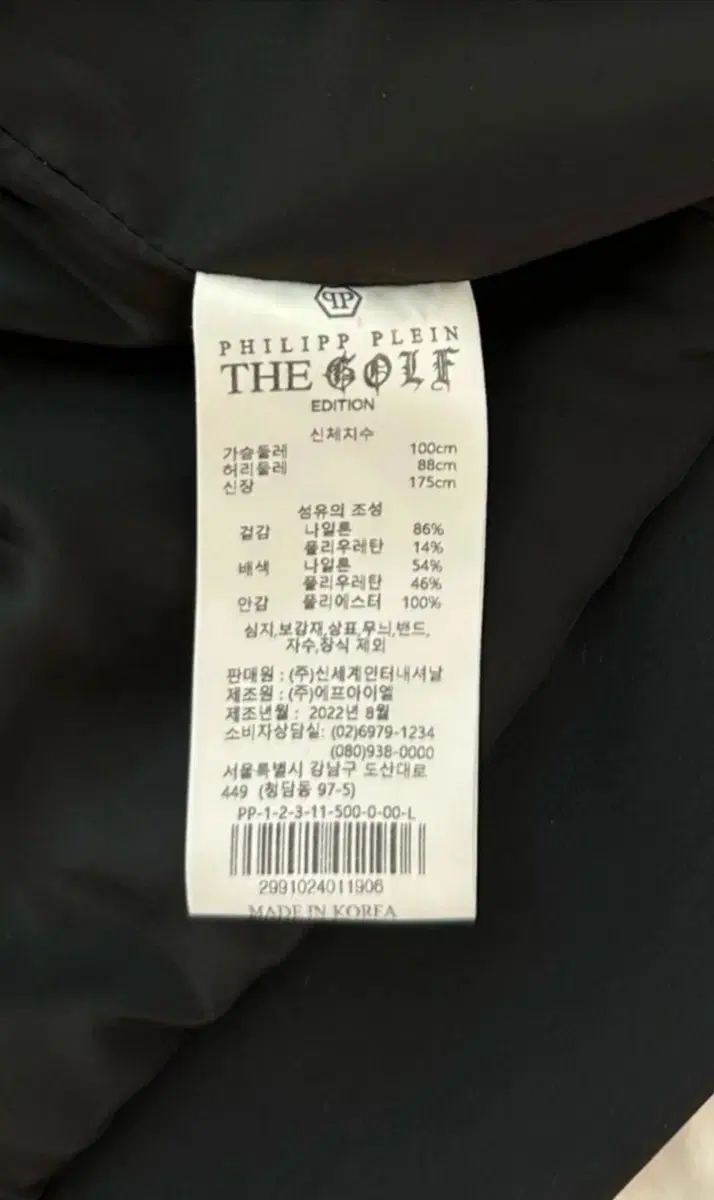 PHILIPP PLEIN
THE GOLF
EDITION
신체치수
가슴둘레 100cm
허리둘레 88cm
신장 175cm
섬유의 조성
겉감 나일론 86%
폴리우레탄 14%
배색 나일론 54%
폴리우레탄 46%
안감 폴리에스터 100%
심지,보강재,상표,무늬,밴드,
자수,장식 제외
판매원 : (주)신세계인터내셔날
제조원 : (주)에프아이엘
제조년월 : 2022년 8월
소비자상담실: (02)6979-1234
(080)938-0000
서울특별시 강남구 도산대로
449 (청담동 97-5)
PP-1-2-3-11-500-0-00-L
2991024011906
MADE IN KOREA